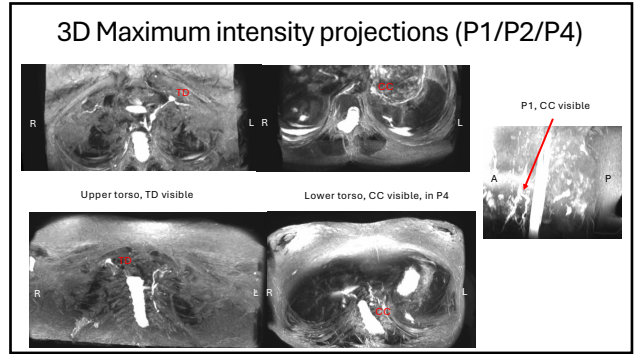 3D Maximum intensity projections (P1/P2/P4)
TD
R
L
R
L
P1, CC visible
A
P
Upper torso, TD visible
Lower torso, CC visible, in P4
R
L
R
L
CC